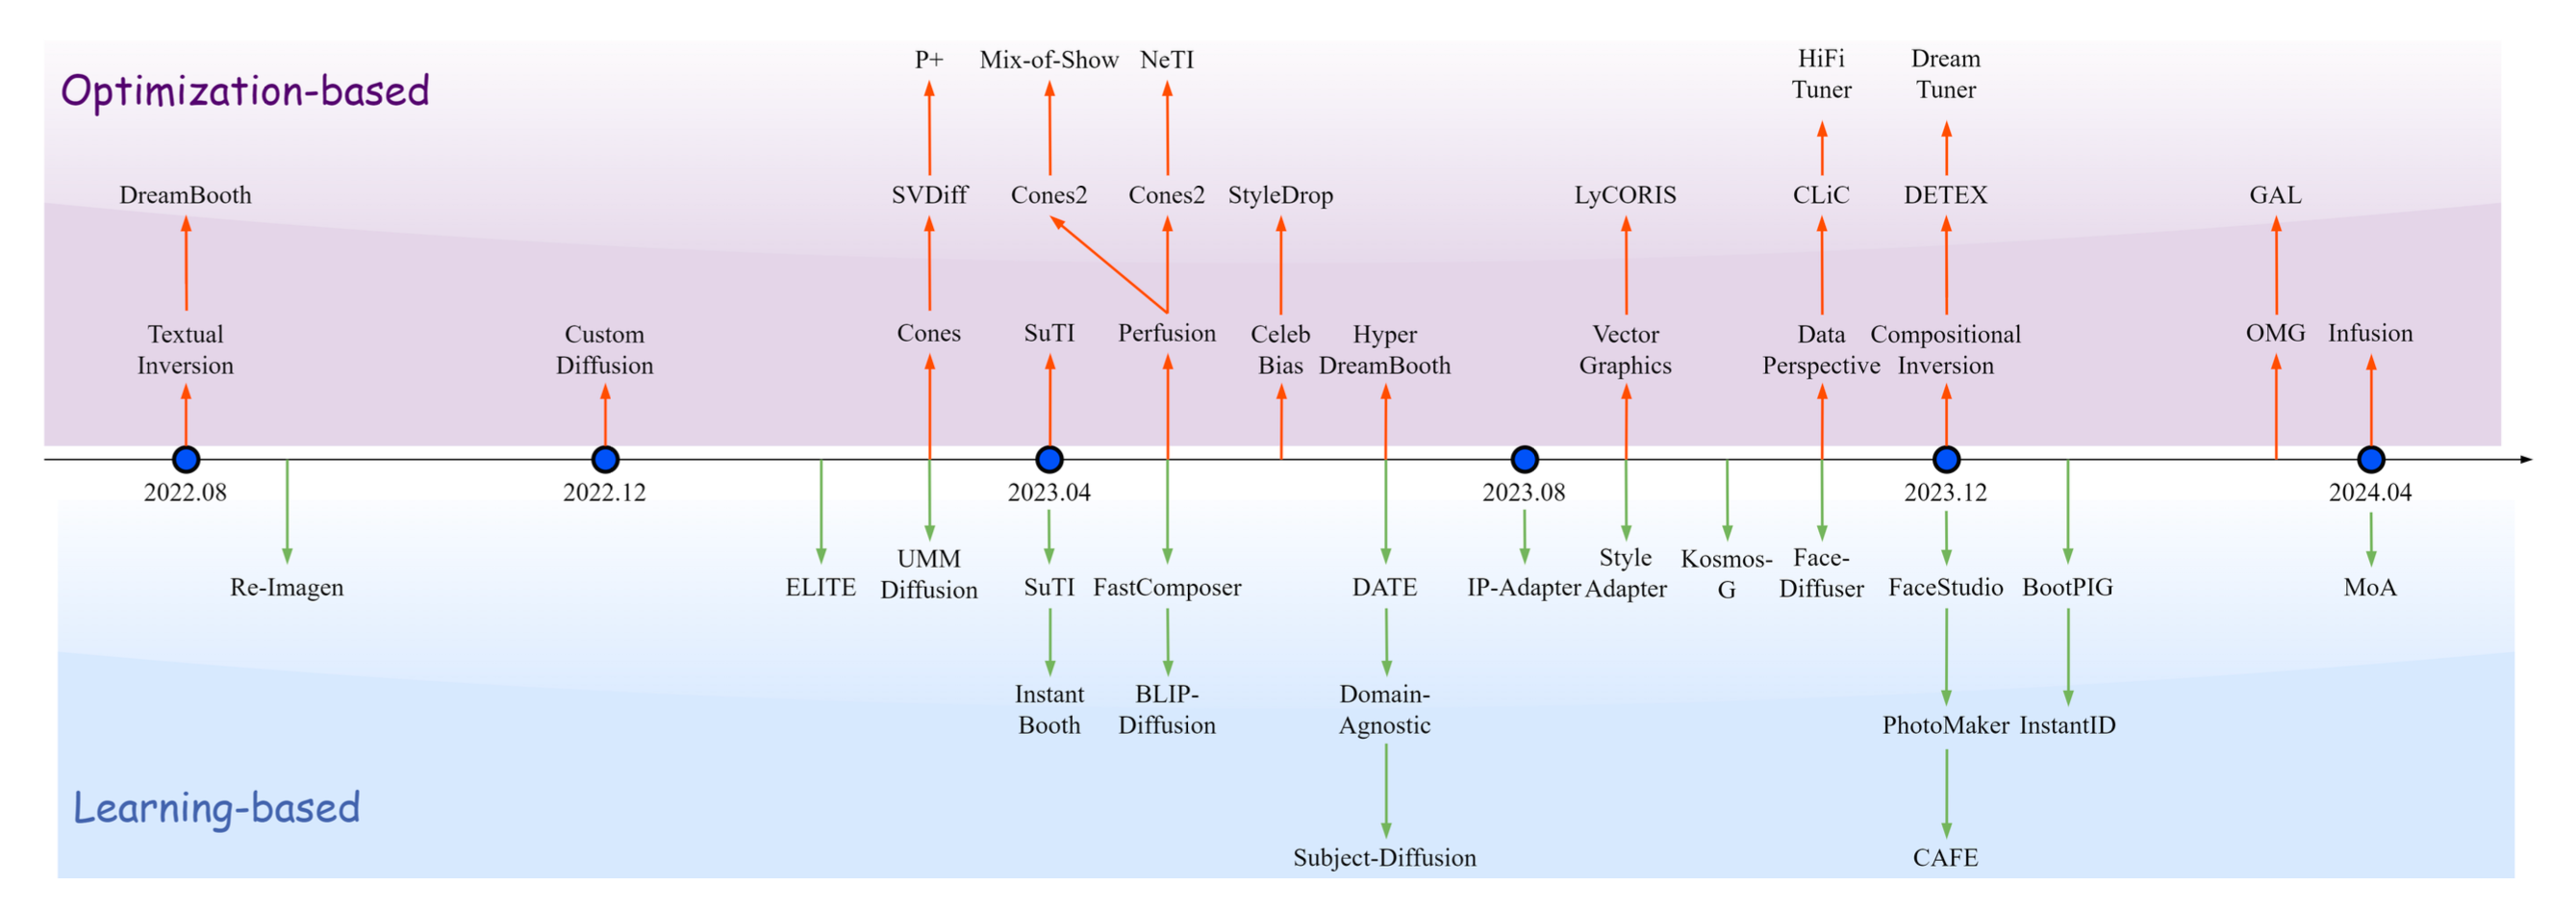 Optimization-based
P+
Mix-of-Show
NeTI
HiFi
Tuner
Dream
Tuner
DreamBooth
SVDiff
Cones2
Cones2
StyleDrop
LyCORIS
CLiC
DETEX
GAL
Textual
Inversion
Custom
Diffusion
Cones
SuTI
Perfusion
Celeb
Bias
Hyper
DreamBooth
Vector
Graphics
Data
Perspective
Compositional
Inversion
OMG
Infusion
2022.08
2022.12
2023.04
2023.08
2023.12
2024.04
Re-Imagen
ELITE
UMM
Diffusion
SuTI
FastComposer
DATE
IP-Adapter
Style
Adapter
Kosmos-
G
Face-
Diffuser
FaceStudio
BootPIG
MoA
Instant
Booth
BLIP-
Diffusion
Domain-
Agnostic
PhotoMaker
InstantID
Learning-based
Subject-Diffusion
CAFE